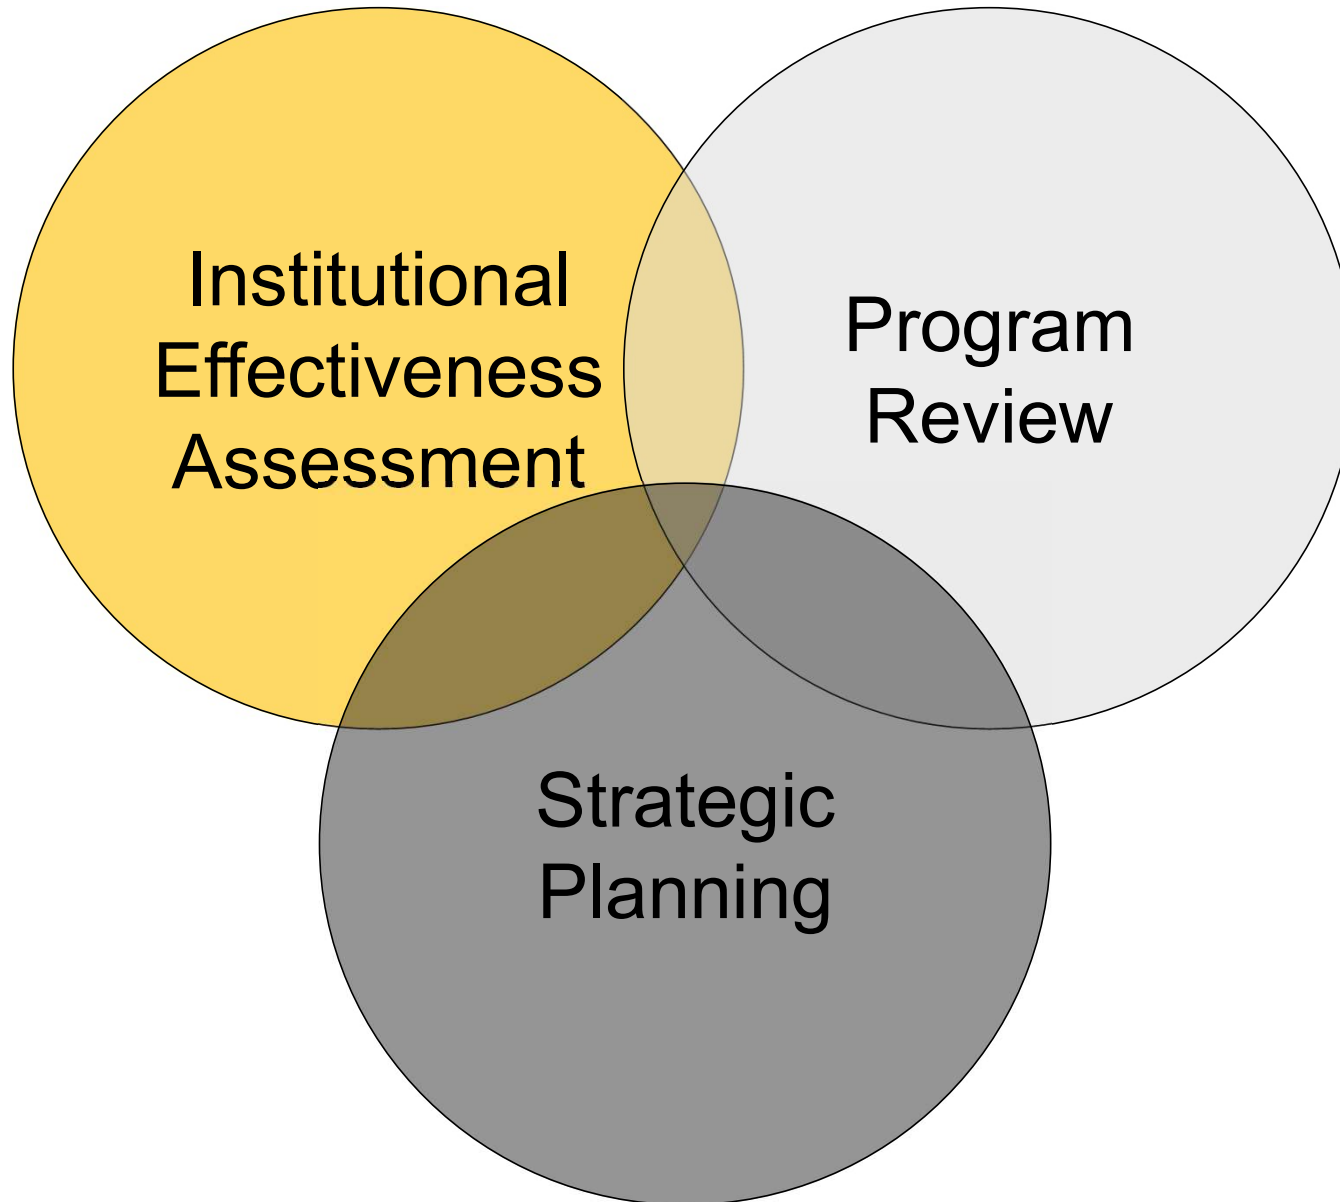 Institutional
Effectiveness
Assessment
Program
Review
Strategic
Planning